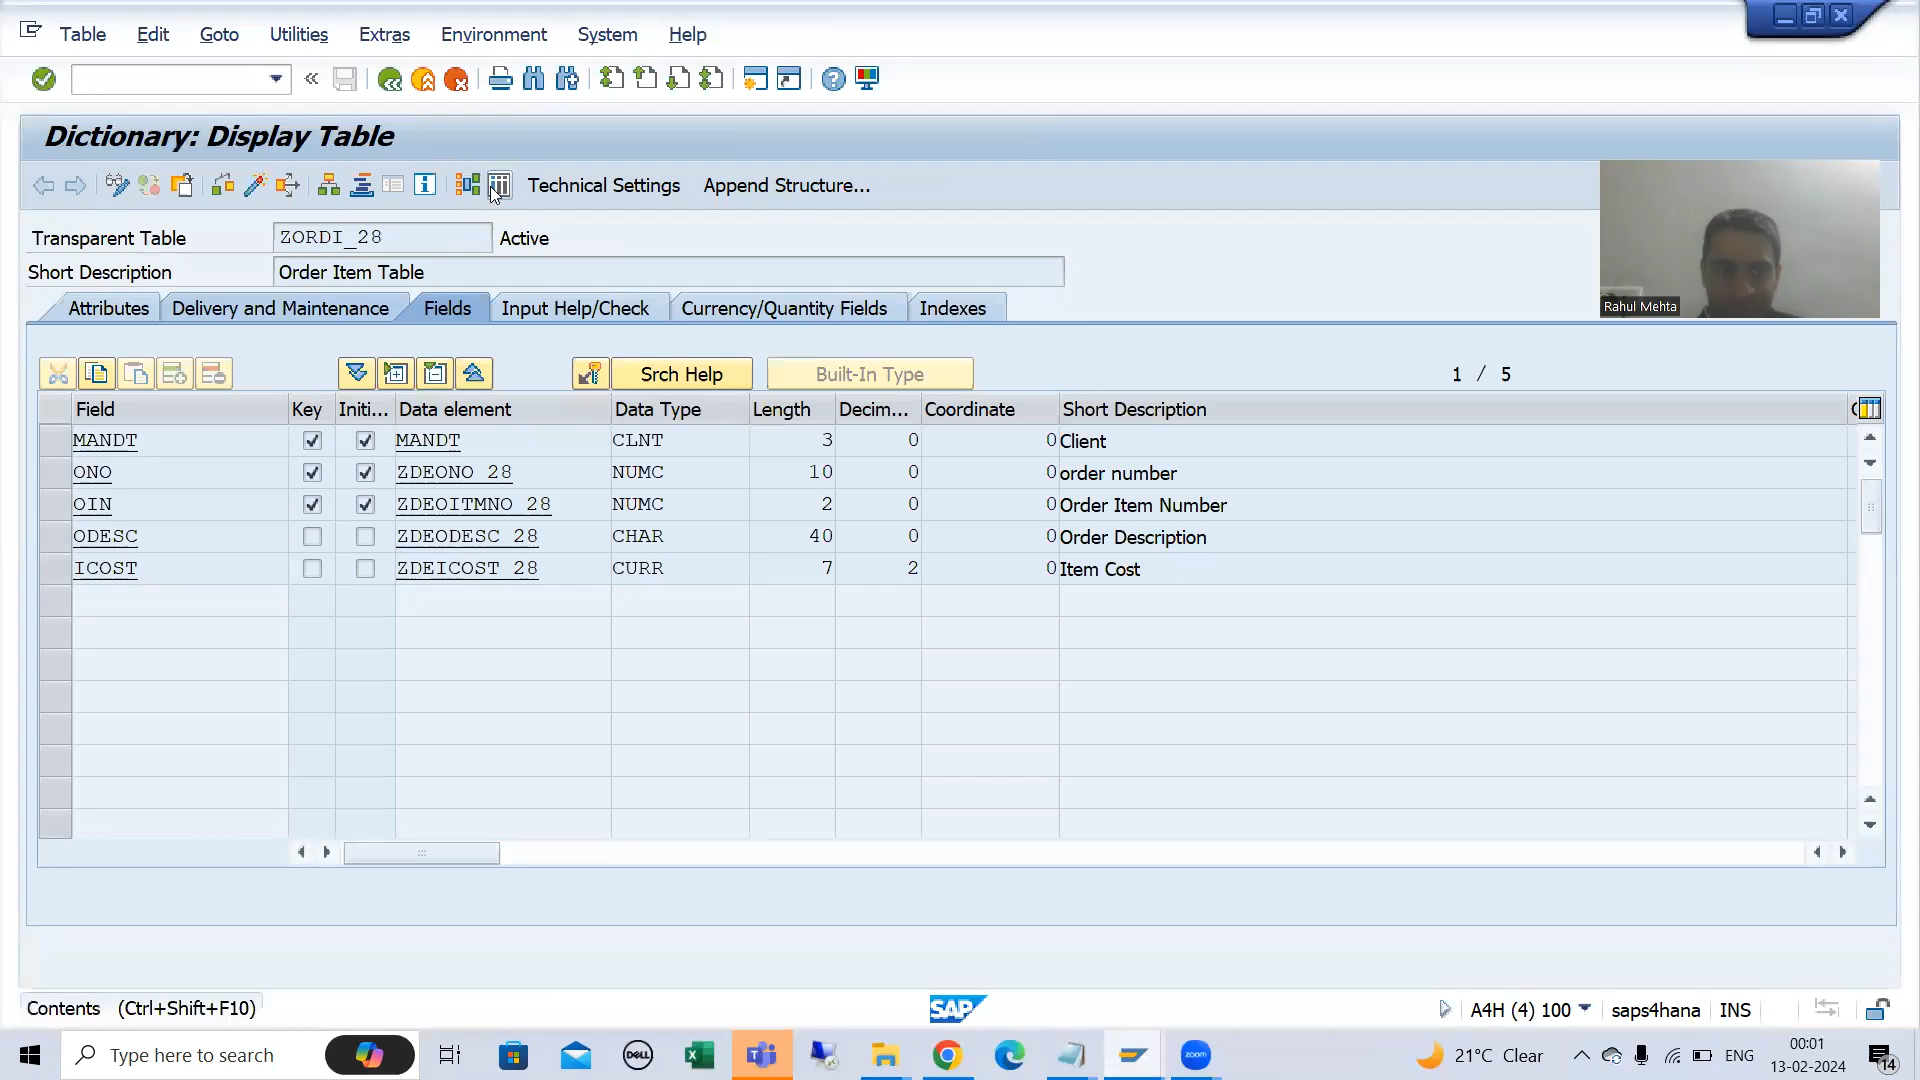 Table Edit Goto Utilities Extras Environment System Help
Dictionary: Display Table
Technical Settings Append Structure...
Transparent Table ZORDI_28 Active
Short Description Order Item Table
Rahul Mehta
Attributes Delivery and Maintenance Fields Input Help/Check Currency/Quantity Fields Indexes
Srch Help Built-In Type 1 / 5
Field Key Initi... Data element Data Type Length Decim... Coordinate Short Description
MANDT MANDT CLNT 3 0 0 Client
ONO ZDEONO_28 NUMC 10 0 0 order number
OIN ZDEOITMNO_28 NUMC 2 0 0 Order Item Number
ODESC ZDEODESC_28 CHAR 40 0 0 Order Description
ICOST ZDEICOST_28 CURR 7 2 0 Item Cost
Contents (Ctrl+Shift+F10) SAP A4H (4) 100 saps4hana INS
Type here to search DELL zoom 21°C Clear ENG 00:01
13-02-2024 14